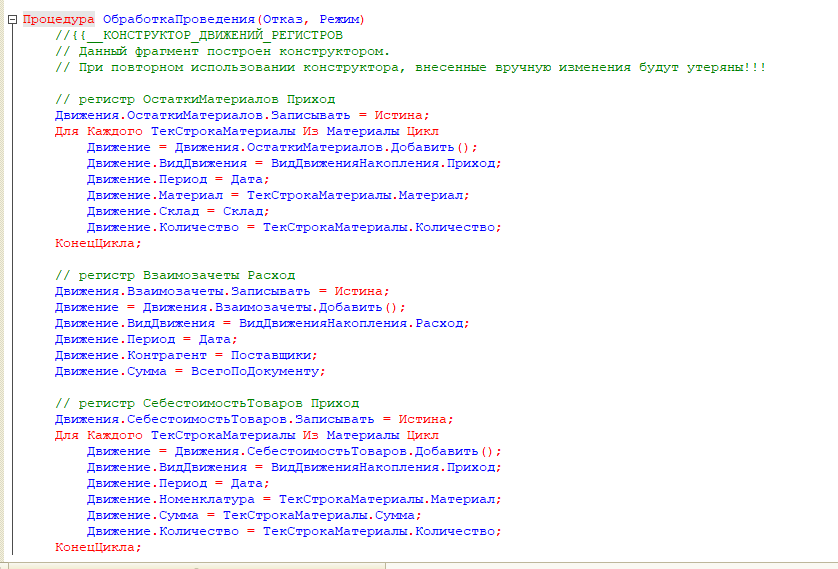 Процедура ОбработкаПроведения(Отказ, Режим)
//{{__КОНСТРУКТОР_ДВИЖЕНИЙ_РЕГИСТРОВ
// Данный фрагмент построен конструктором.
// При повторном использовании конструктора, внесенные вручную изменения будут утеряны!!!
// регистр ОстаткиМатериалов Приход
Движения.ОстаткиМатериалов.Записывать = Истина;
Для Каждого ТекСтрокаМатериалы Из Материалы Цикл
Движение = Движения.ОстаткиМатериалов.Добавить();
Движение.ВидДвижения = ВидДвиженияНакопления.Приход;
Движение.Период = Дата;
Движение.Материал = ТекСтрокаМатериалы.Материал;
Движение.Склад = Склад;
Движение.Количество = ТекСтрокаМатериалы.Количество;
КонецЦикла;
// регистр Взаимозачеты Расход
Движения.Взаимозачеты.Записывать = Истина;
Движение = Движения.Взаимозачеты.Добавить();
Движение.ВидДвижения = ВидДвиженияНакопления.Расход;
Движение.Период = Дата;
Движение.Контрагент = Поставщики;
Движение.Сумма = ВсегоПоДокументу;
// регистр СебестоимостьТоваров Приход
Движения.СебестоимостьТоваров.Записывать = Истина;
Для Каждого ТекСтрокаМатериалы Из Материалы Цикл
Движение = Движения.СебестоимостьТоваров.Добавить();
Движение.ВидДвижения = ВидДвиженияНакопления.Приход;
Движение.Период = Дата;
Движение.Номенклатура = ТекСтрокаМатериалы.Материал;
Движение.Сумма = ТекСтрокаМатериалы.Сумма;
Движение.Количество = ТекСтрокаМатериалы.Количество;
КонецЦикла;